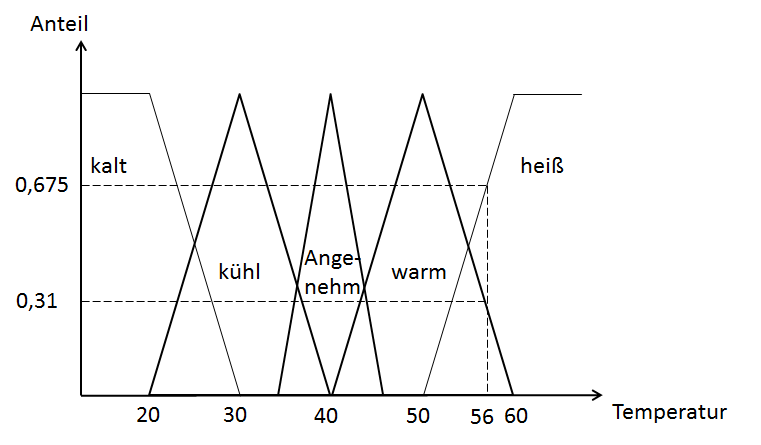 Anteil
kalt
heiß
0,675
kühl
Ange-
nehm
warm
0,31
20
30
40
50
56
60
Temperatur